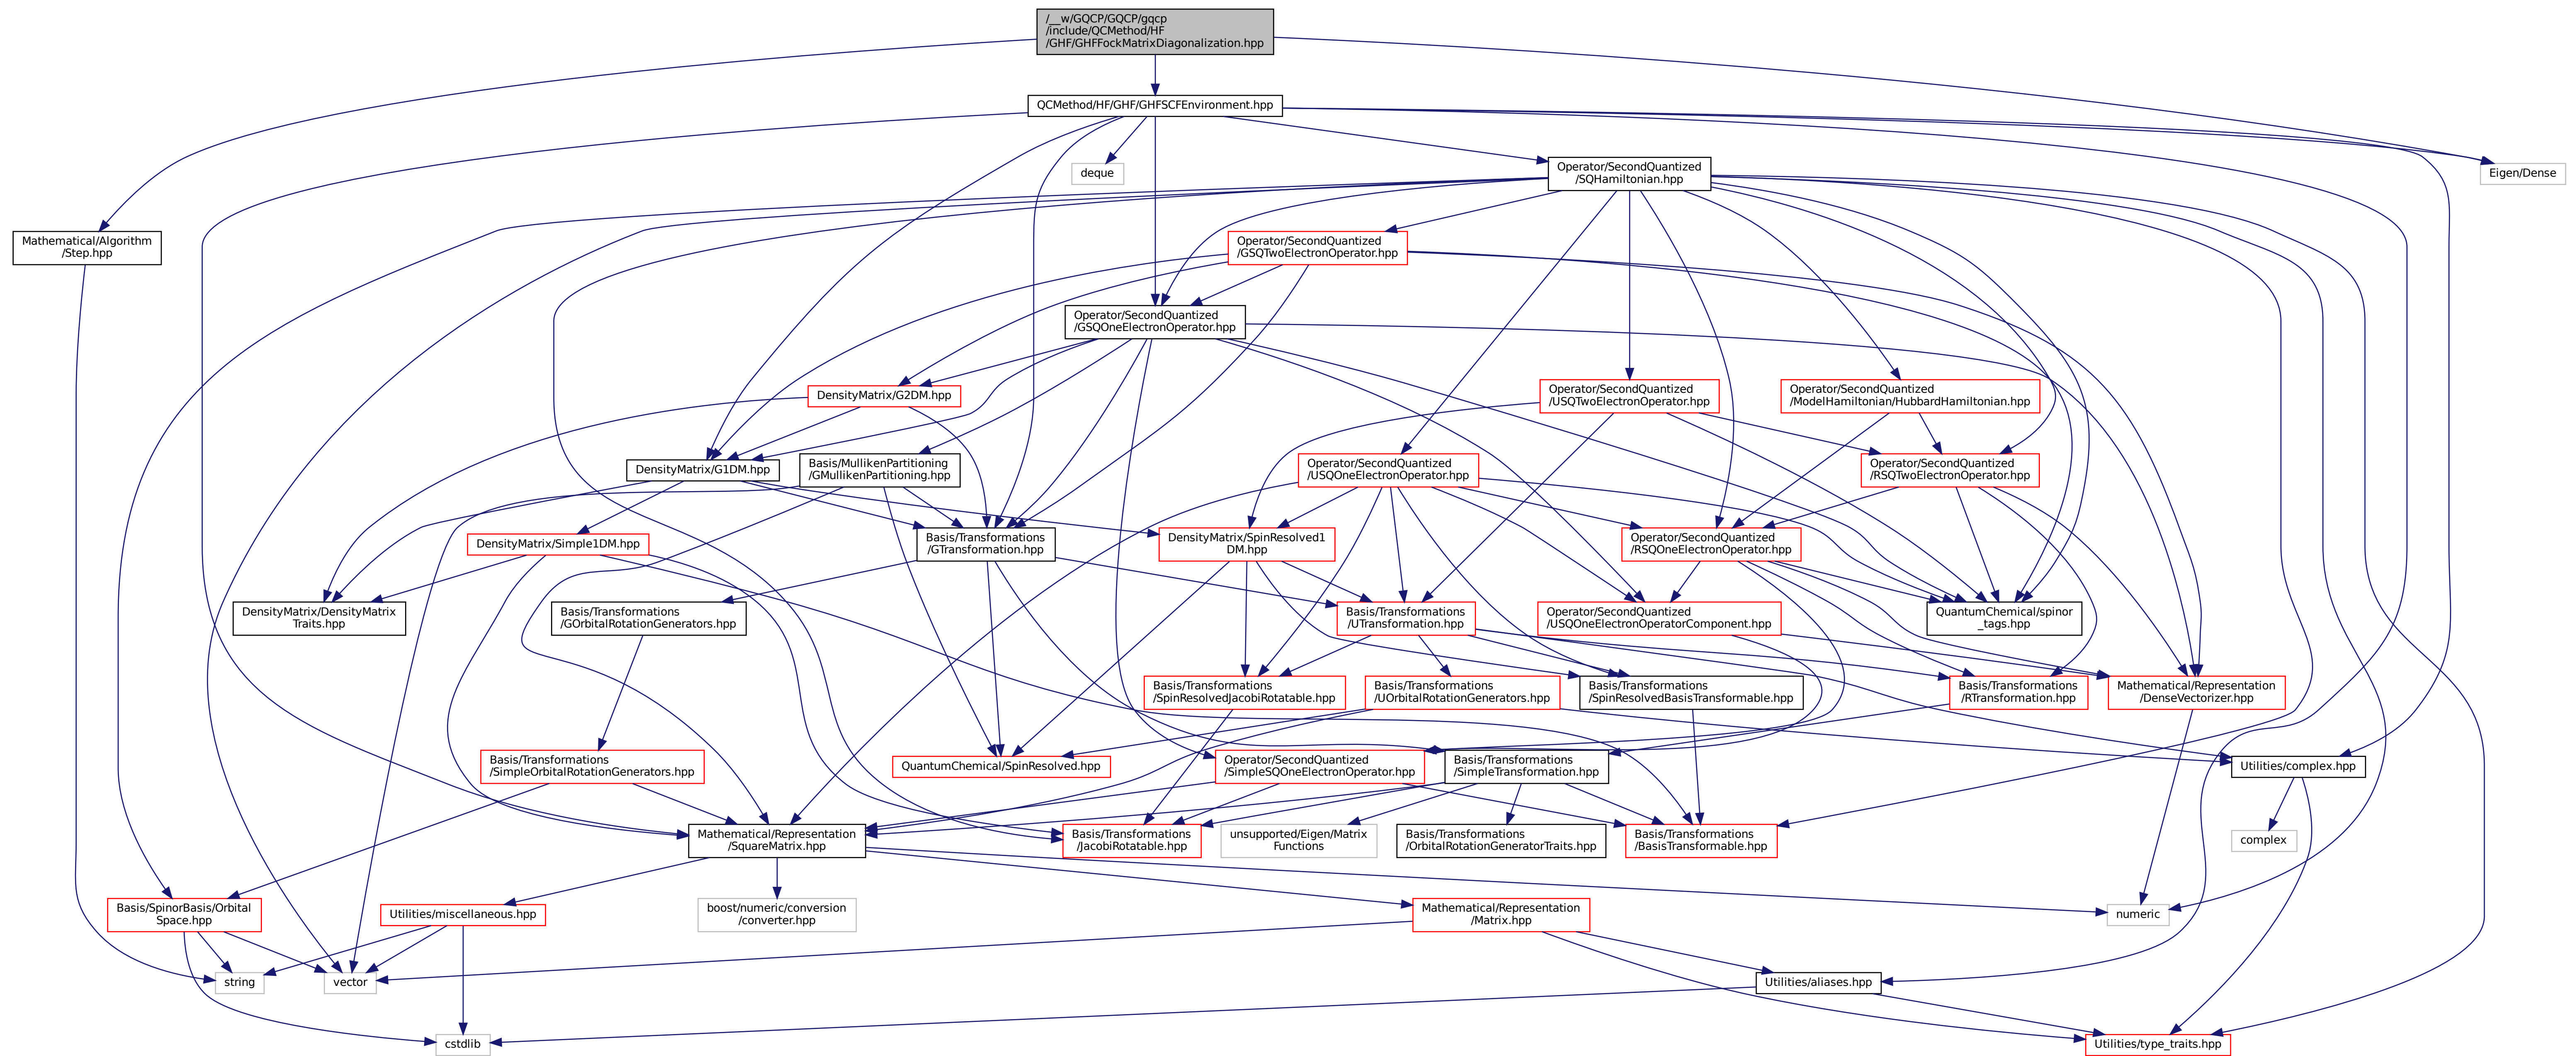 /__w/GQCP/GQCP/gqcp
/include/QCMethod/HF
/GHF/GHFFockMatrixDiagonalization.hpp
QCMethod/HF/GHF/GHFSCFEnvironment.hpp
deque
Operator/SecondQuantized
/SQHamiltonian.hpp
Eigen/Dense
Mathematical/Algorithm
/Step.hpp
Operator/SecondQuantized
/GSQTwoElectronOperator.hpp
Operator/SecondQuantized
/GSQOneElectronOperator.hpp
DensityMatrix/G2DM.hpp
Operator/SecondQuantized
/USQTwoElectronOperator.hpp
Operator/SecondQuantized
/ModelHamiltonian/HubbardHamiltonian.hpp
DensityMatrix/G1DM.hpp
Basis/MullikenPartitioning
/GMullikenPartitioning.hpp
Operator/SecondQuantized
/USQOneElectronOperator.hpp
Operator/SecondQuantized
/RSQTwoElectronOperator.hpp
DensityMatrix/Simple1DM.hpp
Basis/Transformations
/GTransformation.hpp
DensityMatrix/SpinResolved1
DM.hpp
Operator/SecondQuantized
/RSQOneElectronOperator.hpp
DensityMatrix/DensityMatrix
Traits.hpp
Basis/Transformations
/GOrbitalRotationGenerators.hpp
Basis/Transformations
/UTransformation.hpp
Operator/SecondQuantized
/USQOneElectronOperatorComponent.hpp
QuantumChemical/spinor
_tags.hpp
Basis/Transformations
/SpinResolvedJacobiRotatable.hpp
Basis/Transformations
/UOrbitalRotationGenerators.hpp
Basis/Transformations
/SpinResolvedBasisTransformable.hpp
Basis/Transformations
/RTransformation.hpp
Mathematical/Representation
/DenseVectorizer.hpp
Basis/Transformations
/SimpleOrbitalRotationGenerators.hpp
QuantumChemical/SpinResolved.hpp
Operator/SecondQuantized
/SimpleSQOneElectronOperator.hpp
Basis/Transformations
/SimpleTransformation.hpp
Utilities/complex.hpp
Mathematical/Representation
/SquareMatrix.hpp
Basis/Transformations
/JacobiRotatable.hpp
unsupported/Eigen/Matrix
Functions
Basis/Transformations
/OrbitalRotationGeneratorTraits.hpp
Basis/Transformations
/BasisTransformable.hpp
complex
Basis/SpinorBasis/Orbital
Space.hpp
Utilities/miscellaneous.hpp
boost/numeric/conversion
/converter.hpp
Mathematical/Representation
/Matrix.hpp
numeric
string
vector
Utilities/aliases.hpp
cstdlib
Utilities/type_traits.hpp